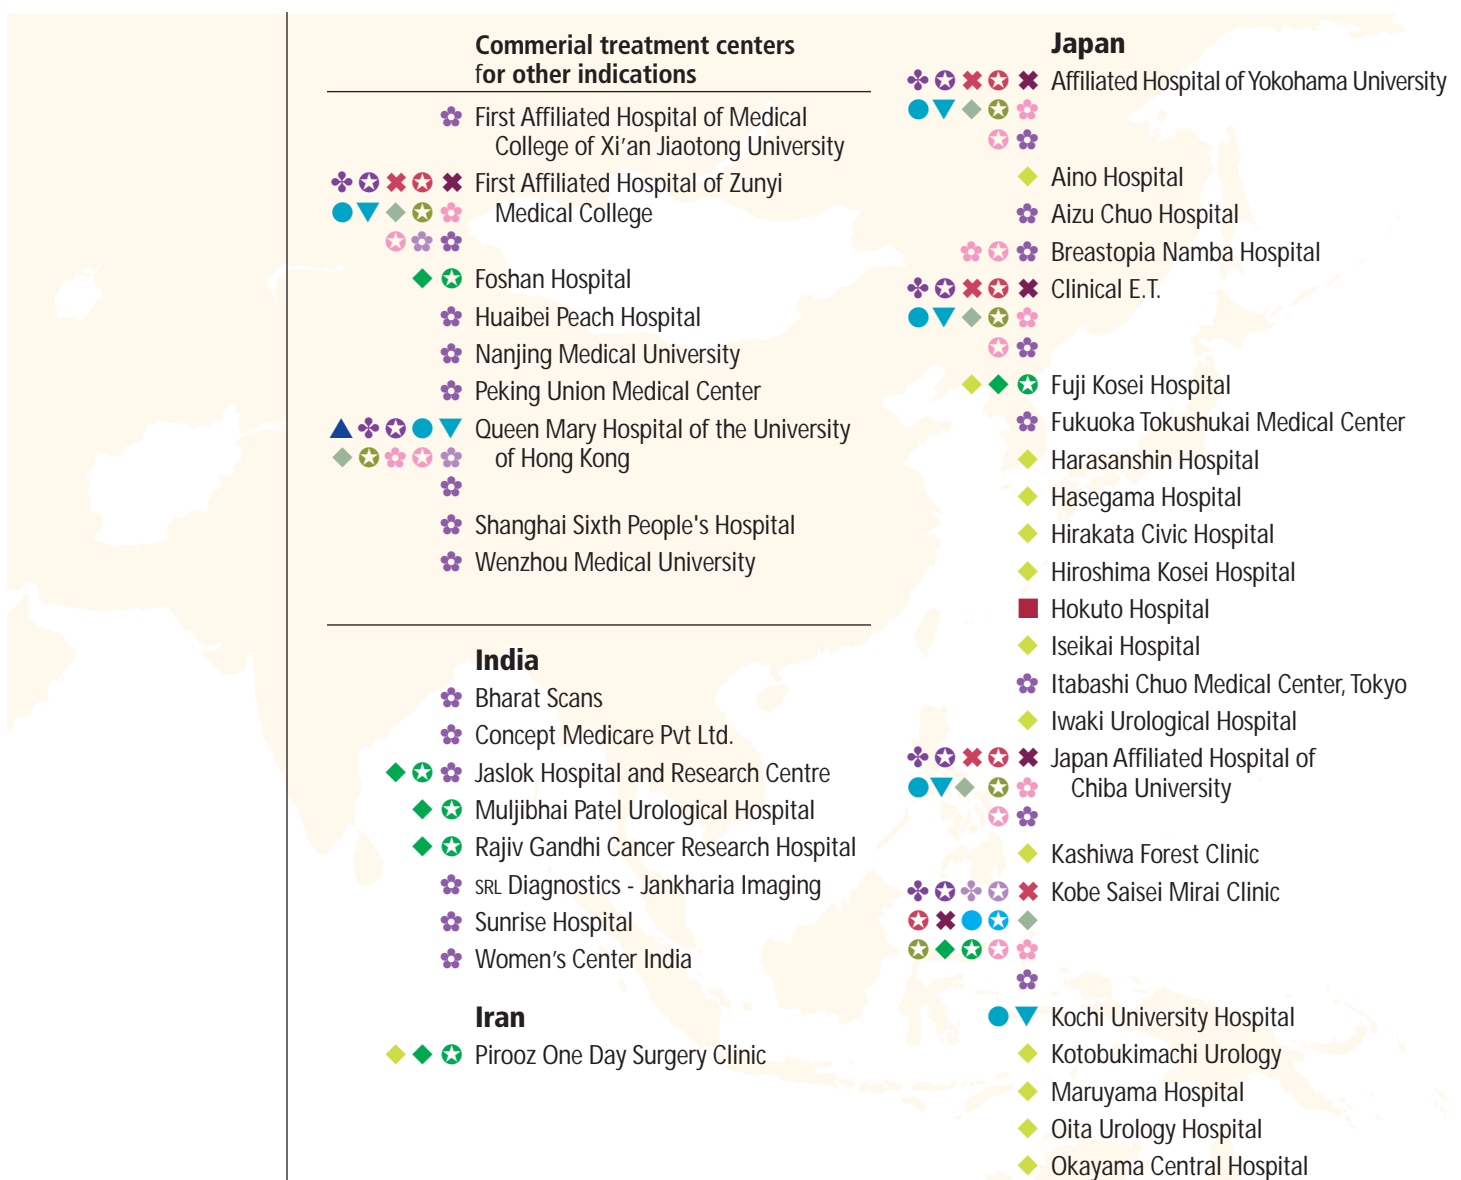 Commerial treatment centers
for other indications
First Affiliated Hospital of Medical
College of Xi’an Jiaotong University
First Affiliated Hospital of Zunyi
Medical College
Foshan Hospital
Huaibei Peach Hospital
Nanjing Medical University
Peking Union Medical Center
Queen Mary Hospital of the University
of Hong Kong
Shanghai Sixth People's Hospital
Wenzhou Medical University
India
Bharat Scans
Concept Medicare Pvt Ltd.
Jaslok Hospital and Research Centre
Muljibhai Patel Urological Hospital
Rajiv Gandhi Cancer Research Hospital
SRL Diagnostics - Jankharia Imaging
Sunrise Hospital
Women’s Center India
Iran
Pirooz One Day Surgery Clinic
Japan
Affiliated Hospital of Yokohama University
Aino Hospital
Aizu Chuo Hospital
Breastopia Namba Hospital
Clinical E.T.
Fuji Kosei Hospital
Fukuoka Tokushukai Medical Center
Harasanshin Hospital
Hasegama Hospital
Hirakata Civic Hospital
Hiroshima Kosei Hospital
Hokuto Hospital
Iseikai Hospital
Itabashi Chuo Medical Center, Tokyo
Iwaki Urological Hospital
Japan Affiliated Hospital of
Chiba University
Kashiwa Forest Clinic
Kobe Saisei Mirai Clinic
Kochi University Hospital
Kotobukimachi Urology
Maruyama Hospital
Oita Urology Hospital
Okayama Central Hospital